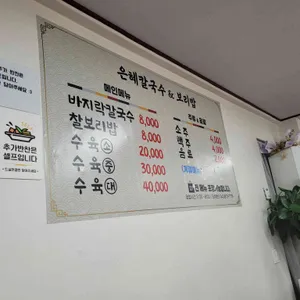 은혜칼국수 & 보리밥
메인메뉴
바지락칼국수 8,000
찰보리밥 8,000
수육 소 20,000
수육 중 30,000
수육 대 40,000
소주 4,000
맥주 4,000
음료
추가반찬은
셀프입니다